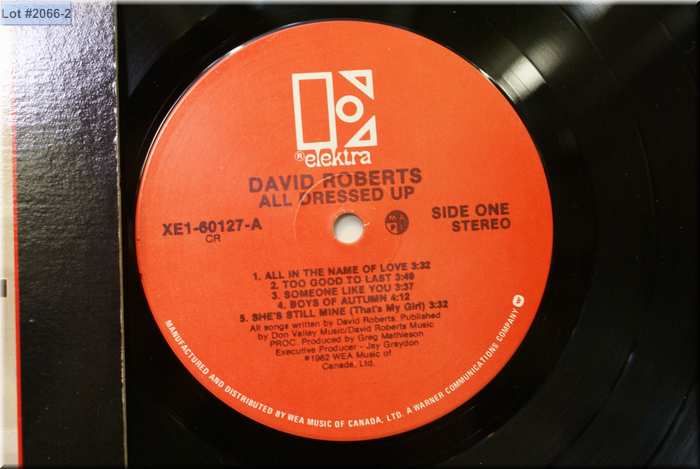 Lot #2066-2
® elektra
DAVID ROBERTS
ALL DRESSED UP
XE1-60127-A
CR
SIDE ONE
STEREO
1. ALL IN THE NAME OF LOVE 3:32
2. TOO GOOD TO LAST 3:49
3. SOMEONE LIKE YOU 3:37
4. BOYS OF AUTUMN 4:12
5. SHE'S STILL MINE (That's My Girl) 3:32
All songs written by David Roberts. Published
by Don Valley Music/David Roberts Music
PROC. Produced by Greg Mathieson
Executive Producer - Jay Graydon
1982 WEA Music of
Canada, Ltd.
MANUFACTURED AND DISTRIBUTED BY WEA MUSIC OF CANADA, LTD. A WARNER COMMUNICATIONS COMPANY